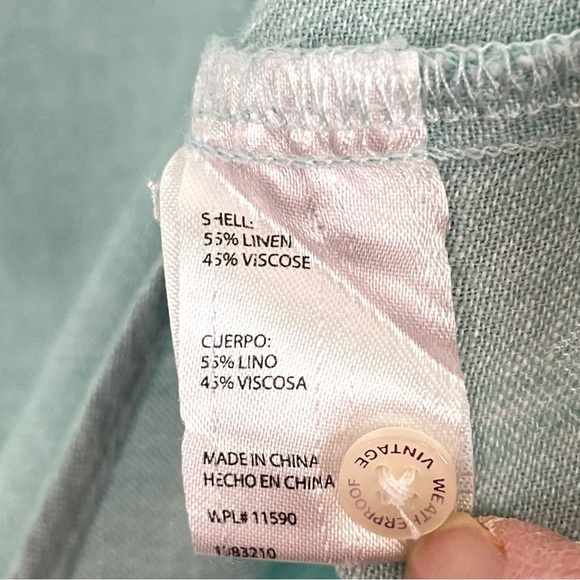 SHELL:
55% LINEN
45% VISCOSE
CUERPO:
55% LINO
45% VISCOSA
MADE IN CHINA
HECHO EN CHINA
WPL# 11590
1083210
VINTAGE
WEATHERPROOF